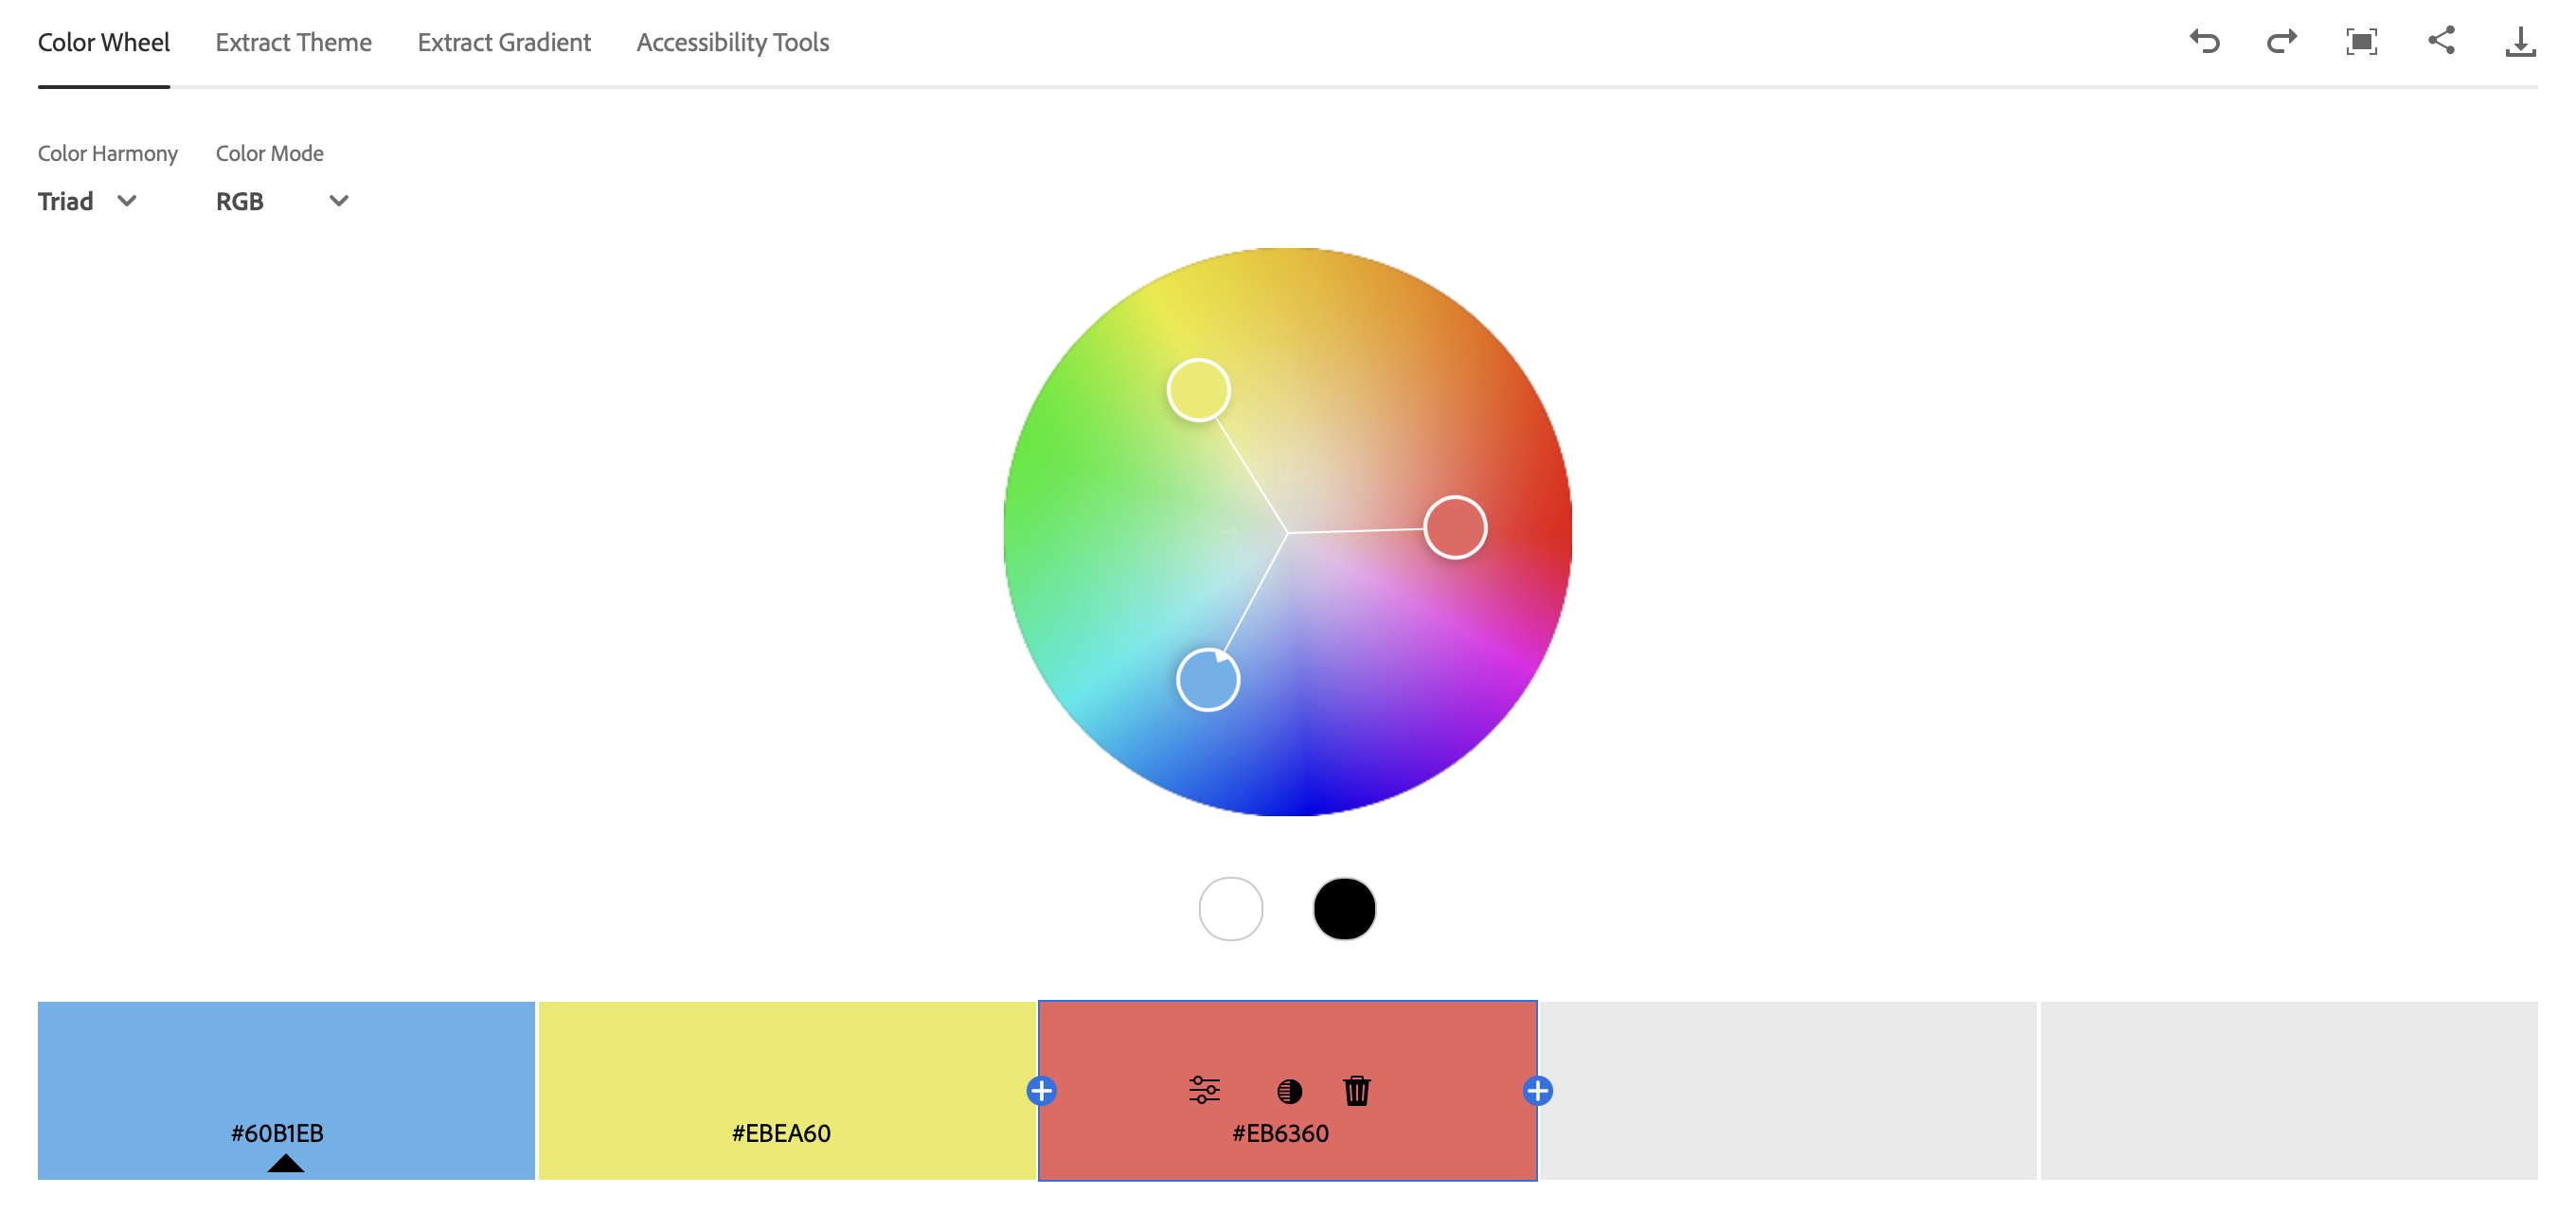 Color Wheel Extract Theme Extract Gradient Accessibility Tools
Color Harmony Color Mode
Triad RGB
#60B1EB #EBEA60 #EB6360